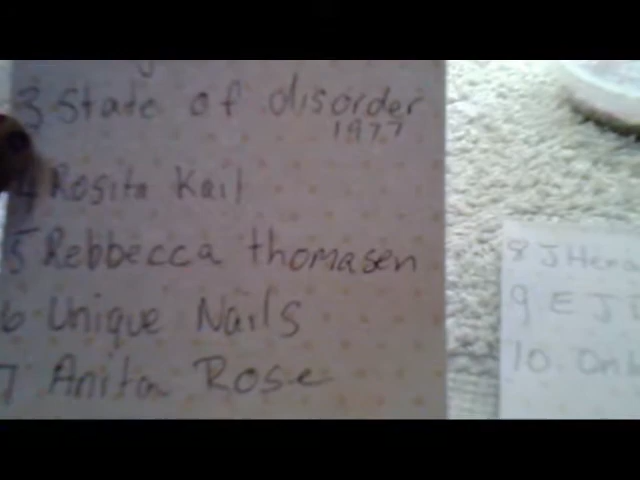 3 State of disorder
1977
4 Rosita Kail
5 Rebbecca thomasen
6 Unique Nails
7 Anita Rose
8 J
9 E J
10